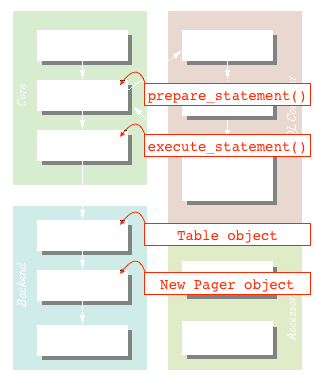 Core
prepare_statement()
execute_statement()
Table object
Backend
New Pager object